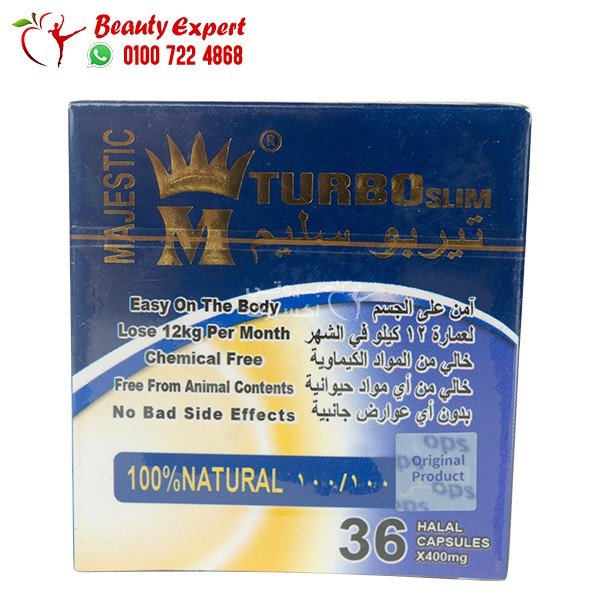 Beauty Expert
0100 722 4868
MAJESTIC
M
TURBO SLIM
®
تيربو سليم
Easy On The Body
آمن على الجسم
Lose 12kg Per Month
لعمارة ١٢ كيلو في الشهر
Chemical Free
خالي من المواد الكيماوية
Free From Animal Contents
خالي من أي مواد حيوانية
No Bad Side Effects
بدون أي عوارض جانبية
100%NATURAL ١٠٠/١٠٠
ops
Original
Product
ops
36 HALAL
CAPSULES
X400mg